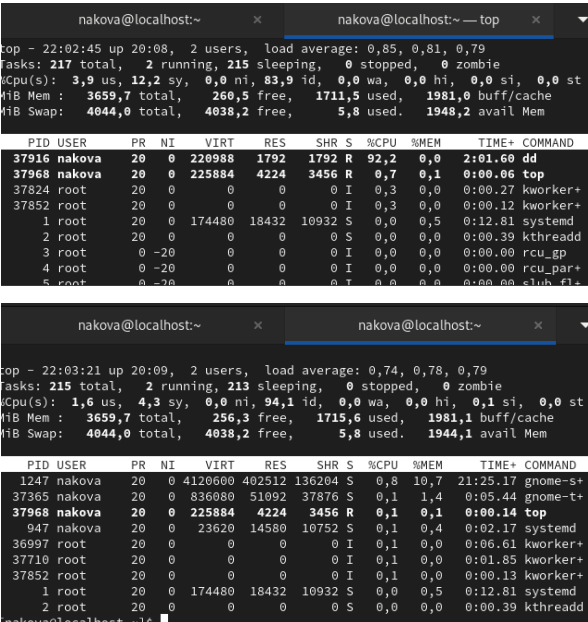 nakova@localhost:~ × nakova@localhost:~ — top ×
top - 22:02:45 up 20:08, 2 users, load average: 0,85, 0,81, 0,79
Tasks: 217 total, 2 running, 215 sleeping, 0 stopped, 0 zombie
%Cpu(s): 3,9 us, 12,2 sy, 0,0 ni, 83,9 id, 0,0 wa, 0,0 hi, 0,0 si, 0,0 st
MiB Mem : 3659,7 total, 260,5 free, 1711,5 used, 1981,0 buff/cache
MiB Swap: 4044,0 total, 4038,2 free, 5,8 used. 1948,2 avail Mem
PID USER PR NI VIRT RES SHR S %CPU %MEM TIME+ COMMAND
37916 nakova 20 0 220988 1792 1792 R 92,2 0,0 2:01.60 dd
37968 nakova 20 0 225884 4224 3456 R 0,7 0,1 0:00.06 top
37824 root 20 0 0 0 0 I 0,3 0,0 0:00.27 kworker+
37852 root 20 0 0 0 0 I 0,3 0,0 0:00.12 kworker+
1 root 20 0 174480 18432 10932 S 0,0 0,5 0:12.81 systemd
2 root 20 0 0 0 0 S 0,0 0,0 0:00.39 kthreadd
3 root 0 -20 0 0 0 I 0,0 0,0 0:00.00 rcu_gp
4 root 0 -20 0 0 0 I 0,0 0,0 0:00.00 rcu_par+
5 root 0 -20 0 0 0 I 0,0 0,0 0:00.00 slub_fl+
nakova@localhost:~ × nakova@localhost:~ ×
top - 22:03:21 up 20:09, 2 users, load average: 0,74, 0,78, 0,79
Tasks: 215 total, 2 running, 213 sleeping, 0 stopped, 0 zombie
%Cpu(s): 1,6 us, 4,3 sy, 0,0 ni, 94,1 id, 0,0 wa, 0,0 hi, 0,1 si, 0,0 st
MiB Mem : 3659,7 total, 256,3 free, 1715,6 used, 1981,1 buff/cache
MiB Swap: 4044,0 total, 4038,2 free, 5,8 used. 1944,1 avail Mem
PID USER PR NI VIRT RES SHR S %CPU %MEM TIME+ COMMAND
1247 nakova 20 0 4120600 402512 136204 S 0,8 10,7 21:25.17 gnome-s+
37365 nakova 20 0 836080 51092 37876 S 0,1 1,4 0:05.44 gnome-t+
37968 nakova 20 0 225884 4224 3456 R 0,1 0,1 0:00.14 top
947 nakova 20 0 23620 14580 10752 S 0,1 0,4 0:02.17 systemd
36997 root 20 0 0 0 0 I 0,1 0,0 0:06.61 kworker+
37710 root 20 0 0 0 0 I 0,1 0,0 0:01.85 kworker+
37852 root 20 0 0 0 0 I 0,1 0,0 0:00.13 kworker+
1 root 20 0 174480 18432 10932 S 0,0 0,5 0:12.81 systemd
2 root 20 0 0 0 0 S 0,0 0,0 0:00.39 kthreadd
[nakova@localhost ~]$